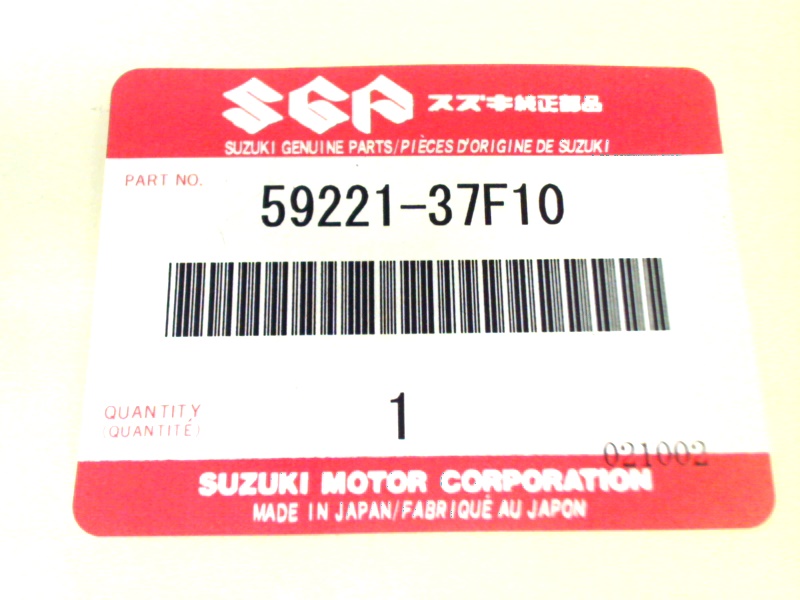 SGP スズキ純正部品
SUZUKI GENUINE PARTS/PIÈCES D'ORIGINE DE SUZUKI
PART NO.
59221-37F10
QUANTITY
(QUANTITÉ)
1
021002
SUZUKI MOTOR CORPORATION
MADE IN JAPAN/FABRIQUÉ AU JAPON